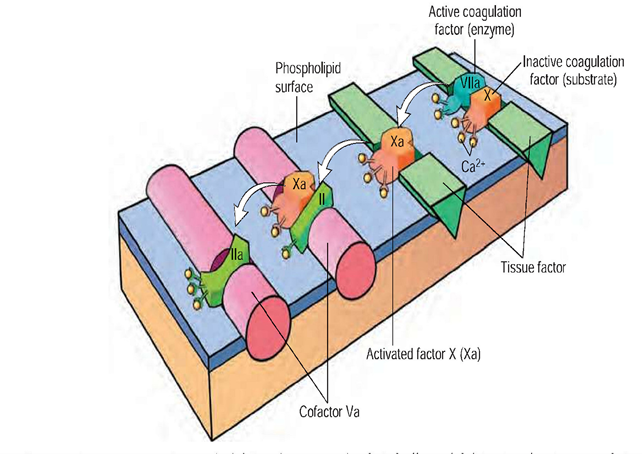 Active coagulation
factor (enzyme)
Inactive coagulation
factor (substrate)
Phospholipid
surface
VIIa
X
Xa
Ca²⁺
Xa
II
IIa
Tissue factor
Activated factor X (Xa)
Cofactor Va